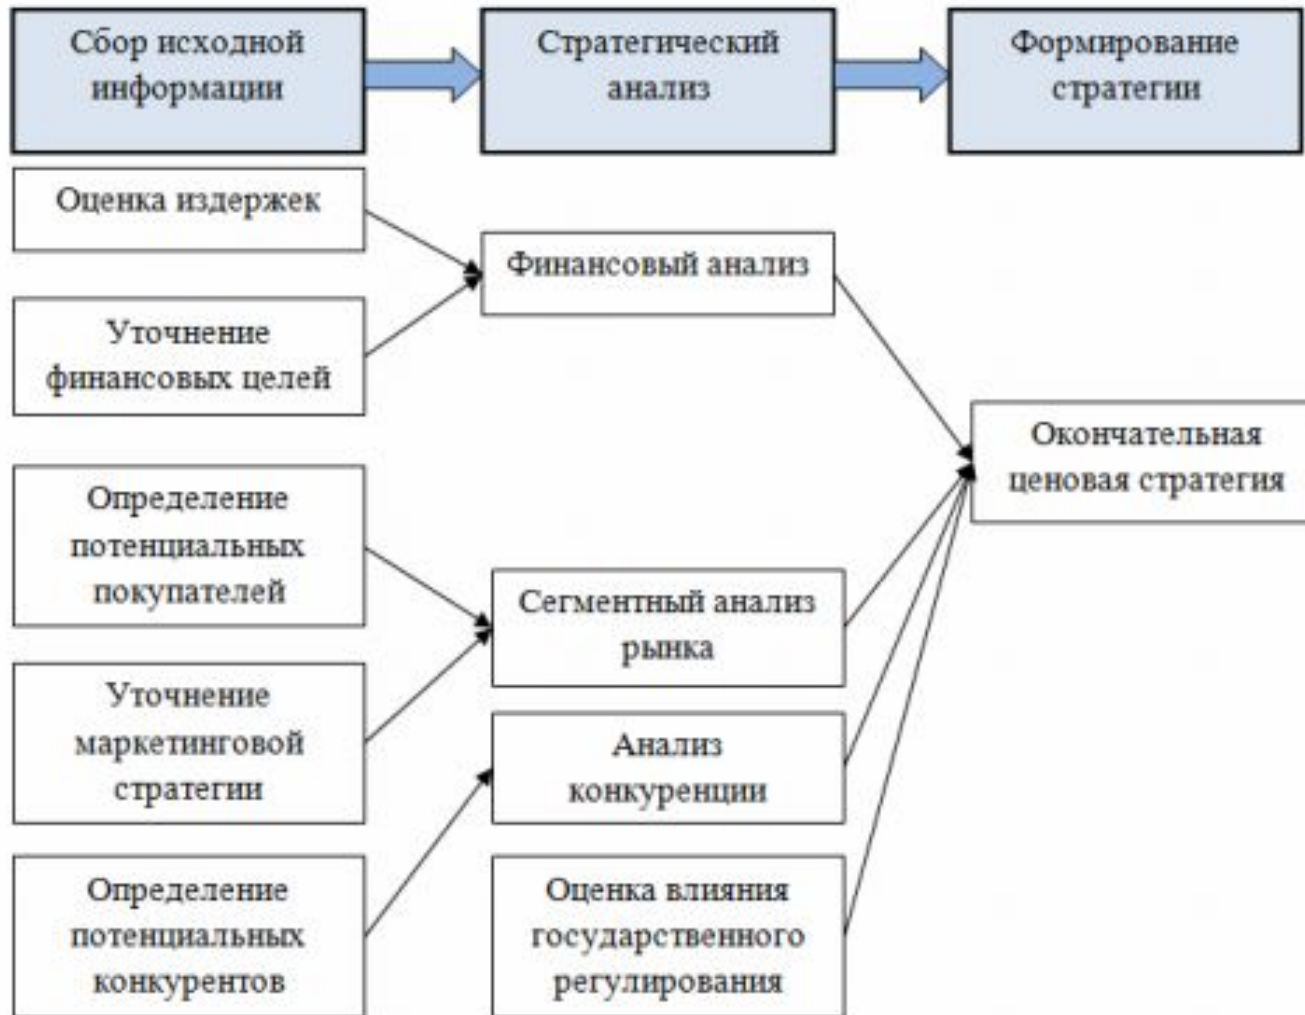 Сбор исходной
информации
Стратегический
анализ
Формирование
стратегии
Оценка издержек
Уточнение
финансовых целей
Определение
потенциальных
покупателей
Уточнение
маркетинговой
стратегии
Определение
потенциальных
конкурентов
Финансовый анализ
Сегментный анализ
рынка
Анализ
конкуренции
Оценка влияния
государственного
регулирования
Окончательная
ценовая стратегия